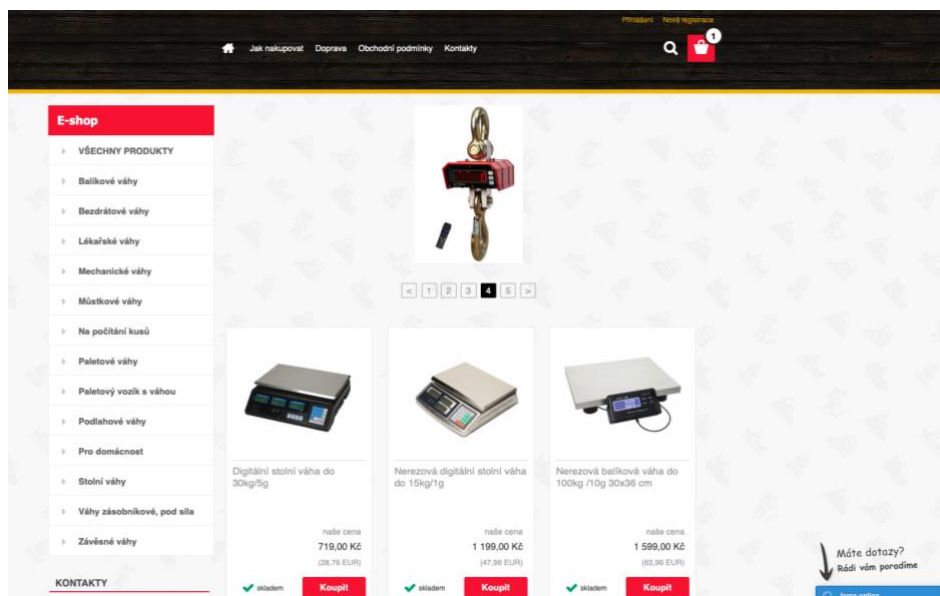 Přihlášení Nová registrace
Jak nakupovat Doprava Obchodní podmínky Kontakty
1
E-shop
VŠECHNY PRODUKTY
Balíkové váhy
Bezdrátové váhy
Lékařské váhy
Mechanické váhy
Můstkové váhy
Na počítání kusů
Paletové váhy
Paletový vozík s váhou
Podlahové váhy
Pro domácnost
Stolní váhy
Váhy zásobníkové, pod sila
Závěsné váhy
KONTAKTY
< 1 2 3 4 5 >
Digitální stolní váha do
30kg/5g
naše cena
719,00 Kč
(28,76 EUR)
skladem Koupit
Nerezová digitální stolní váha
do 15kg/1g
naše cena
1 199,00 Kč
(47,96 EUR)
skladem Koupit
Nerezová balíková váha do
100kg /10g 30x36 cm
naše cena
1 599,00 Kč
(63,96 EUR)
skladem Koupit
Máte dotazy?
Rádi vám poradíme